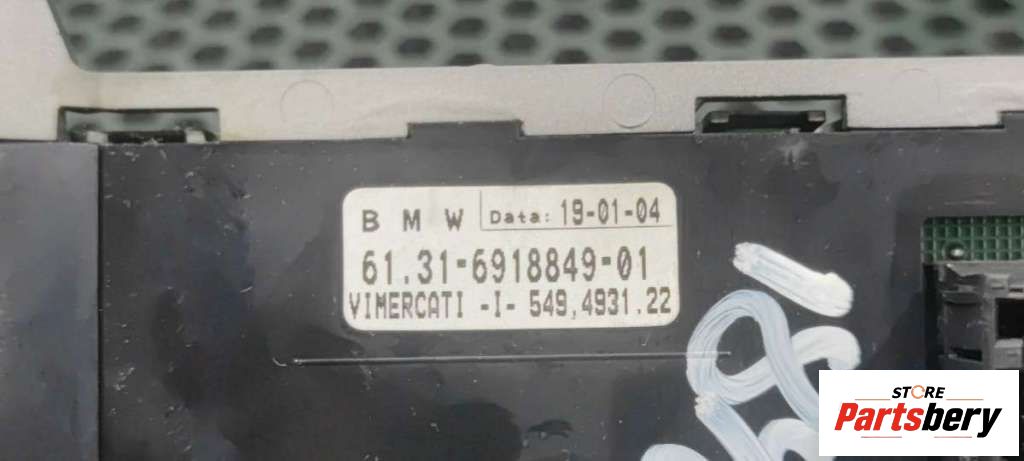 B M W Data: 19-01-04
61.31-6918849-01
VIMERCATI -I- 549,4931.22
STORE
Partsbery